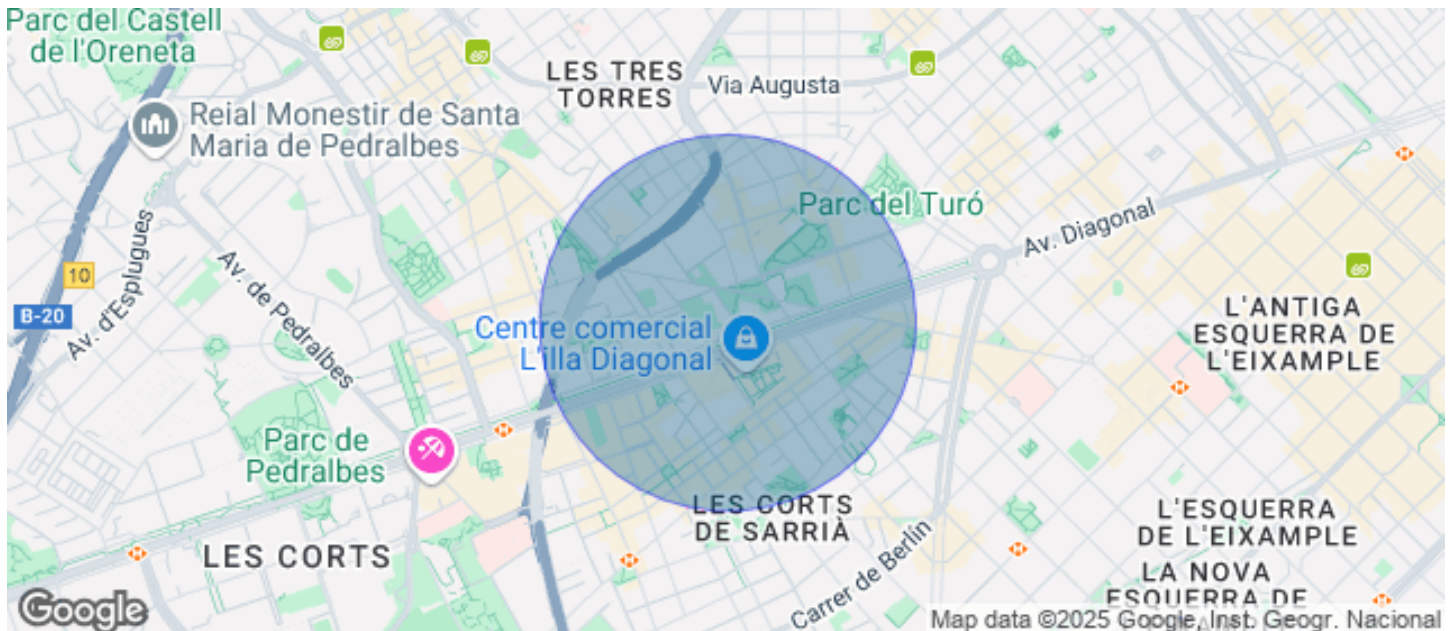 Parc del Castell
de l'Oreneta
LES TRES
TORRES
Via Augusta
Reial Monestir de Santa
Maria de Pedralbes
Parc del Turó
Av. Diagonal
Av. d'Esplugues
10
B-20
Av. de Pedralbes
Centre comercial
L'illa Diagonal
L'ANTIGA
ESQUERRA DE
L'EIXAMPLE
Parc de
Pedralbes
LES CORTS
DE SARRIÀ
L'ESQUERRA
DE L'EIXAMPLE
LES CORTS
Carrer de Berlín
LA NOVA
ESQUERRA DE
Google
Map data ©2025 Google, Inst. Geogr. Nacional